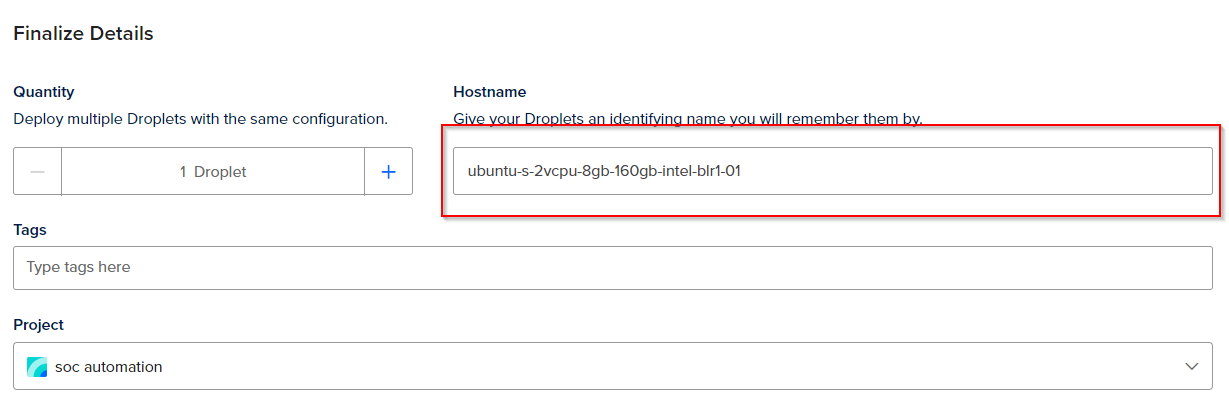 Finalize Details
Quantity
Deploy multiple Droplets with the same configuration.
1 Droplet
Hostname
Give your Droplets an identifying name you will remember them by.
ubuntu-s-2vcpu-8gb-160gb-intel-blr1-01
Tags
Type tags here
Project
soc automation